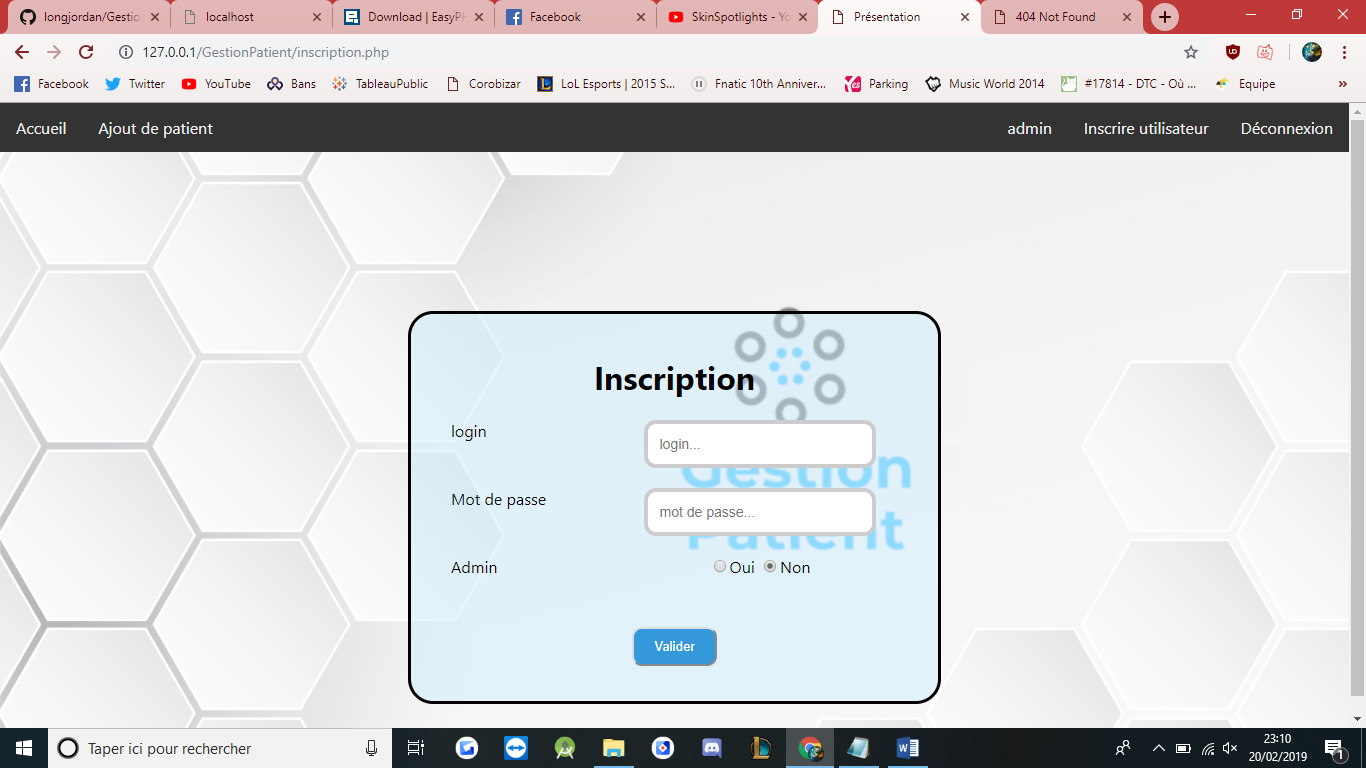 longjordan/Gestio
localhost
Download | EasyPH
Facebook
SkinSpotlights - Yo
Présentation
404 Not Found
127.0.0.1/GestionPatient/inscription.php
Facebook
Twitter
YouTube
Bans
TableauPublic
Corobizar
LoL Esports | 2015 S...
Fnatic 10th Anniver...
Parking
Music World 2014
#17814 - DTC - Où ...
Equipe
Accueil
Ajout de patient
admin
Inscrire utilisateur
Déconnexion
Inscription
login
login...
Gestion
Mot de passe
mot de passe...
Patient
Admin
Oui
Non
Valider
Taper ici pour rechercher
23:10
20/02/2019
1